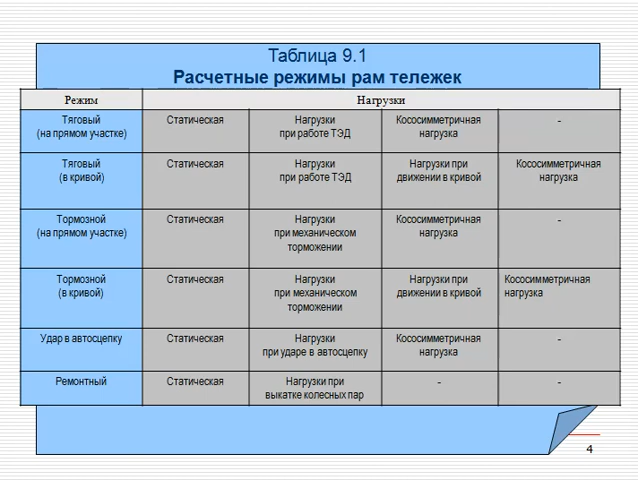 Таблица 9.1
Расчетные режимы рам тележек
Режим Нагрузки
Тяговый Статическая Нагрузки Кососимметричная -
(на прямом участке) при работе ТЭД нагрузка
Тяговый Статическая Нагрузки Нагрузки при Кососимметричная
(в кривой) при работе ТЭД движении в кривой нагрузка
Тормозной Статическая Нагрузки Кососимметричная -
(на прямом участке) при механическом нагрузка
торможении
Тормозной Статическая Нагрузки Нагрузки при Кососимметричная
(в кривой) при механическом движении в кривой нагрузка
торможении
Удар в автосцепку Статическая Нагрузки Кососимметричная -
при ударе в автосцепку нагрузка
Ремонтный Статическая Нагрузки при - -
выкатке колесных пар
4